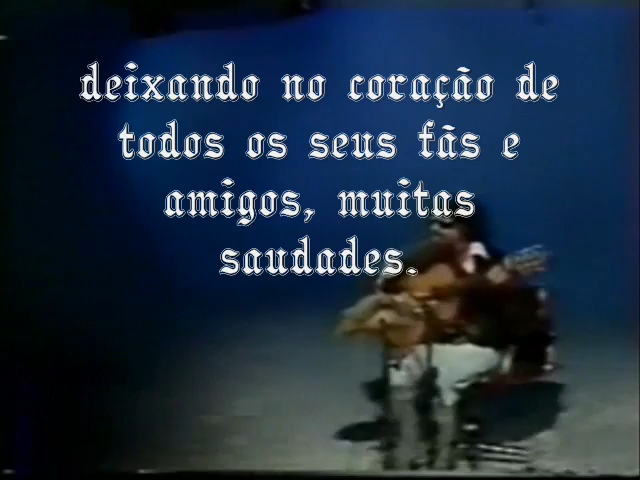 deixando no coração de
todos os seus fãs e
amigos, muitas
saudades.